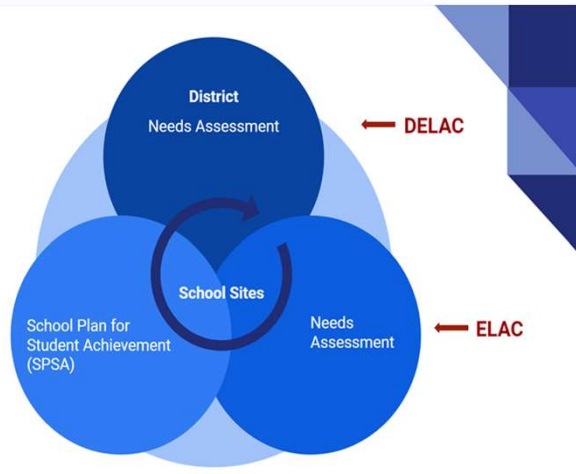 District
Needs Assessment
DELAC
School Sites
School Plan for
Student Achievement
(SPSA)
Needs
Assessment
ELAC